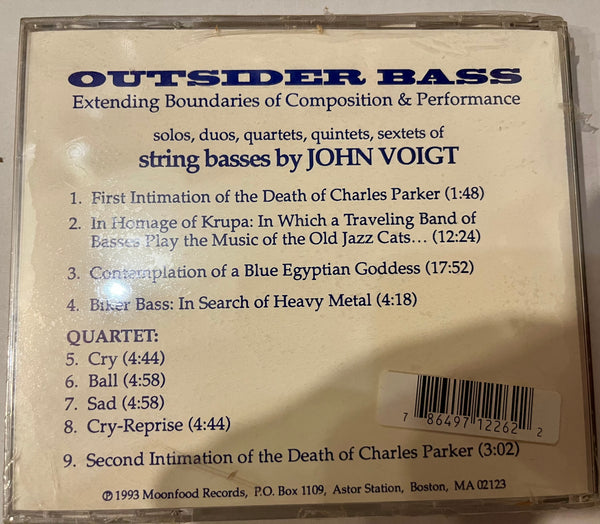 OUTSIDER BASS
Extending Boundaries of Composition & Performance
solos, duos, quartets, quintets, sextets of
string basses by JOHN VOIGT
1. First Intimation of the Death of Charles Parker (1:48)
2. In Homage of Krupa: In Which a Traveling Band of
Basses Play the Music of the Old Jazz Cats... (12:24)
3. Contemplation of a Blue Egyptian Goddess (17:52)
4. Biker Bass: In Search of Heavy Metal (4:18)
QUARTET:
5. Cry (4:44)
6. Ball (4:58)
7. Sad (4:58)
8. Cry-Reprise (4:44)
7 86497 12262 2
9. Second Intimation of the Death of Charles Parker (3:02)
℗ 1993 Moonfood Records, P.O. Box 1109, Astor Station, Boston, MA 02123